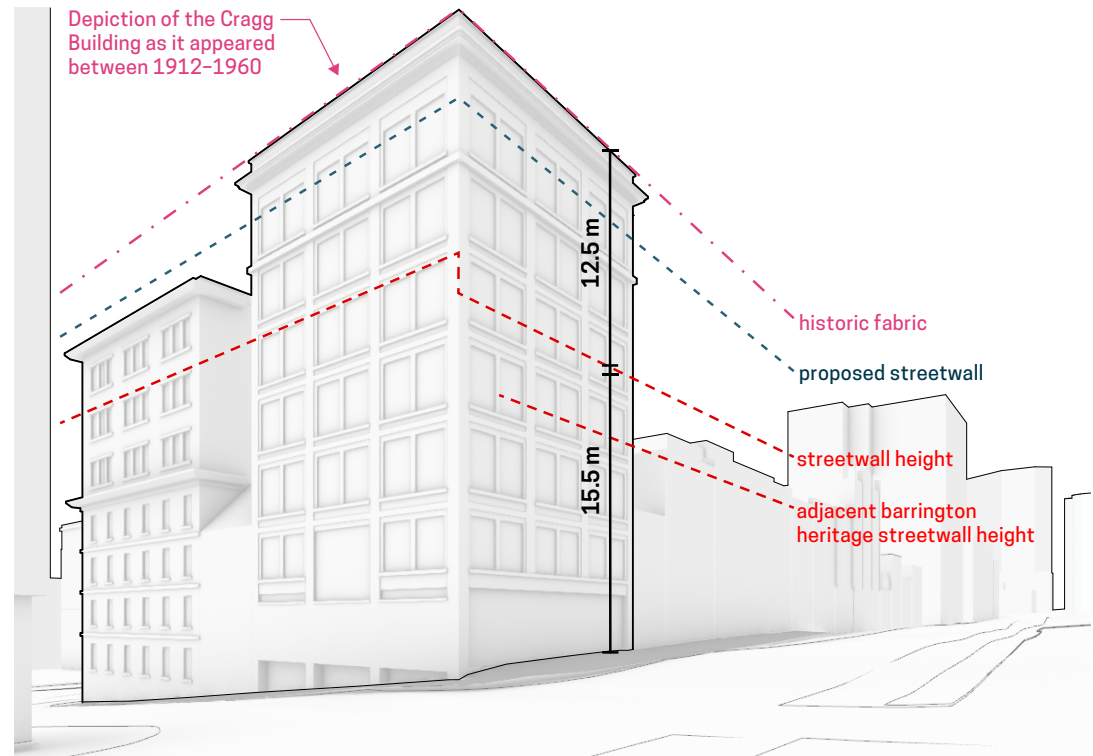 Depiction of the Cragg
Building as it appeared
between 1912–1960
12.5 m
historic fabric
proposed streetwall
streetwall height
15.5 m
adjacent barrington
heritage streetwall height